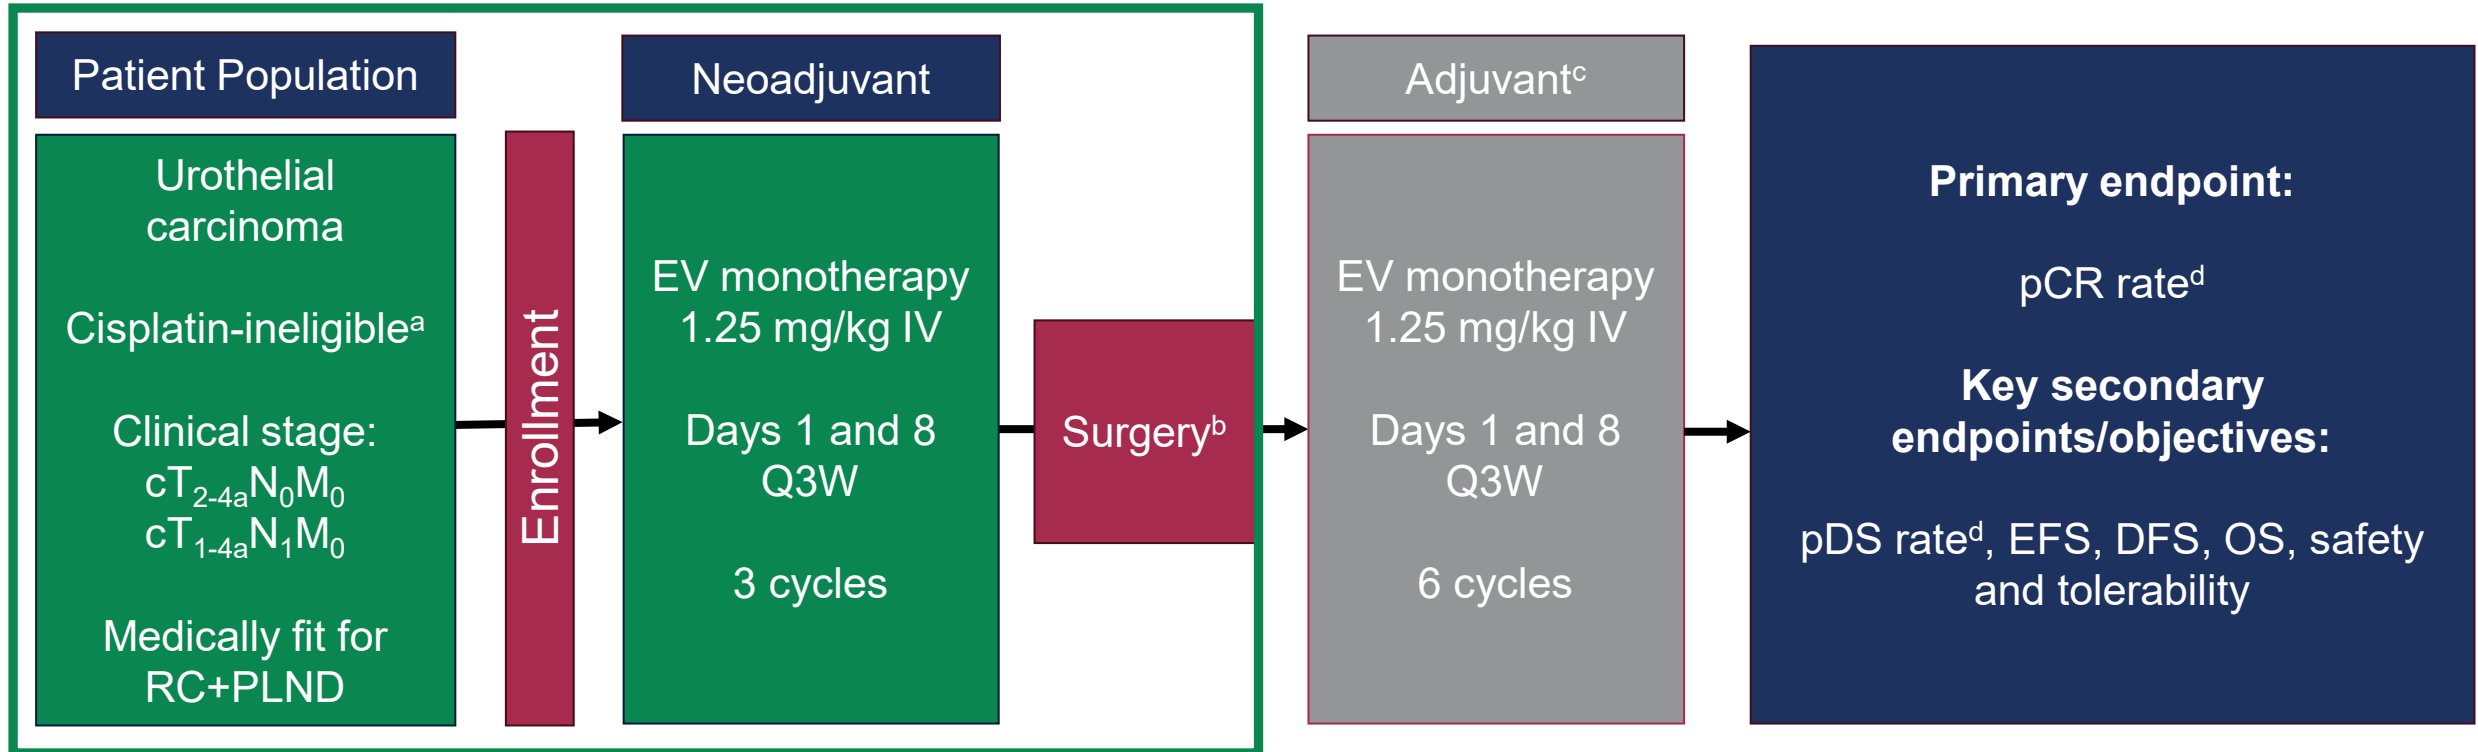 Patient Population
Urothelial
carcinoma
Cisplatin-ineligibleᵃ
Clinical stage:
cT₂₋₄ₐN₀M₀
cT₁₋₄ₐN₁M₀
Medically fit for
RC+PLND
Enrollment
Neoadjuvant
EV monotherapy
1.25 mg/kg IV
Days 1 and 8
Q3W
3 cycles
Surgeryᵇ
Adjuvantᶜ
EV monotherapy
1.25 mg/kg IV
Days 1 and 8
Q3W
6 cycles
Primary endpoint:
pCR rateᵈ
Key secondary
endpoints/objectives:
pDS rateᵈ, EFS, DFS, OS, safety
and tolerability